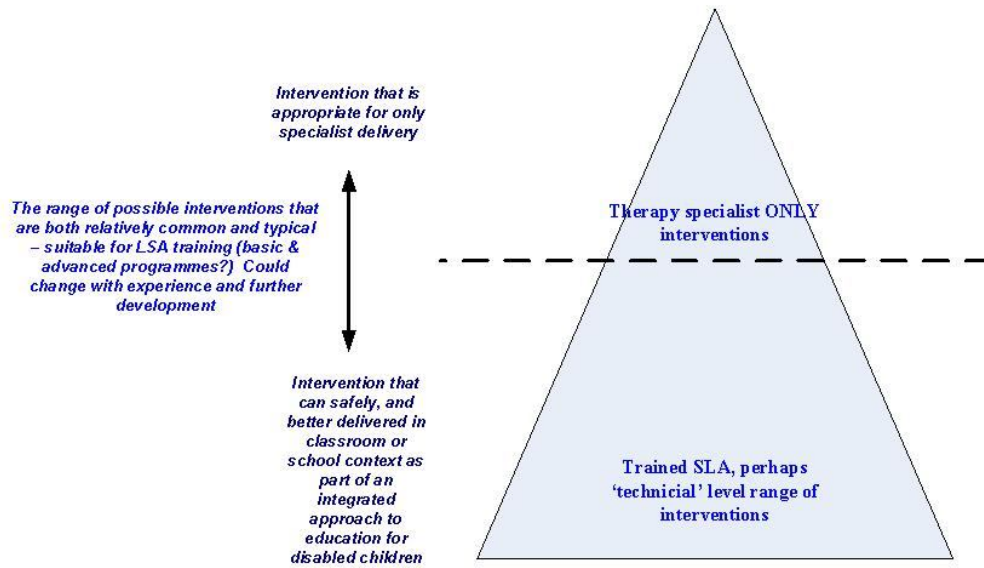 Intervention that is
appropriate for only
specialist delivery
The range of possible interventions that
are both relatively common and typical
– suitable for LSA training (basic &
advanced programmes?)  Could
change with experience and further
development
Intervention that
can safely, and
better delivered in
classroom or
school context as
part of an
integrated
approach to
education for
disabled children
Therapy specialist ONLY
interventions
Trained SLA, perhaps
‘technicial’ level range of
interventions